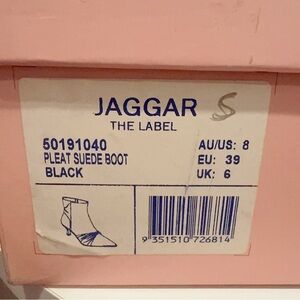 JAGGAR S
THE LABEL
50191040
PLEAT SUEDE BOOT
BLACK
AU/US: 8
EU: 39
UK: 6
9 351510 726814